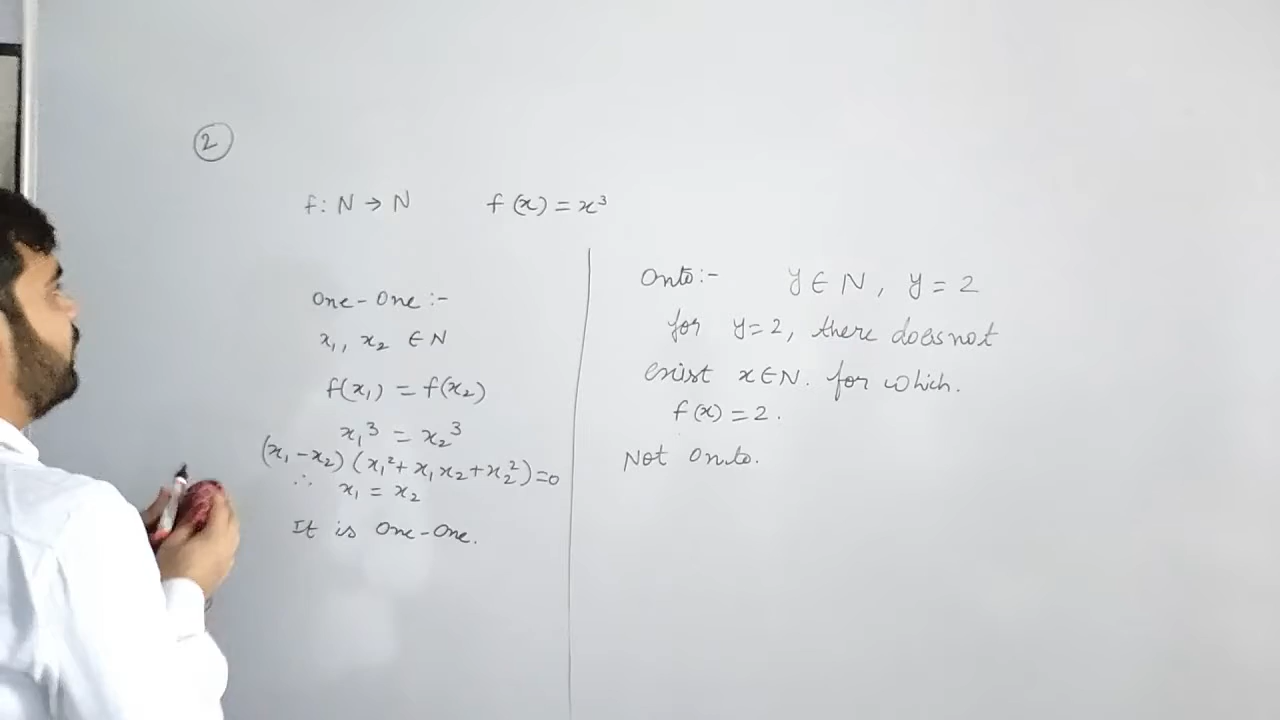 2
f: N → N f(x) = x³
One-One :-
x₁, x₂ ∈ N
f(x₁) = f(x₂)
x₁³ = x₂³
(x₁ - x₂) (x₁² + x₁x₂ + x₂²) = 0
∴ x₁ = x₂
It is One-One.
Onto:- y ∈ N, y = 2
for y = 2, there does not
exist x ∈ N. for which.
f(x) = 2.
Not Onto.